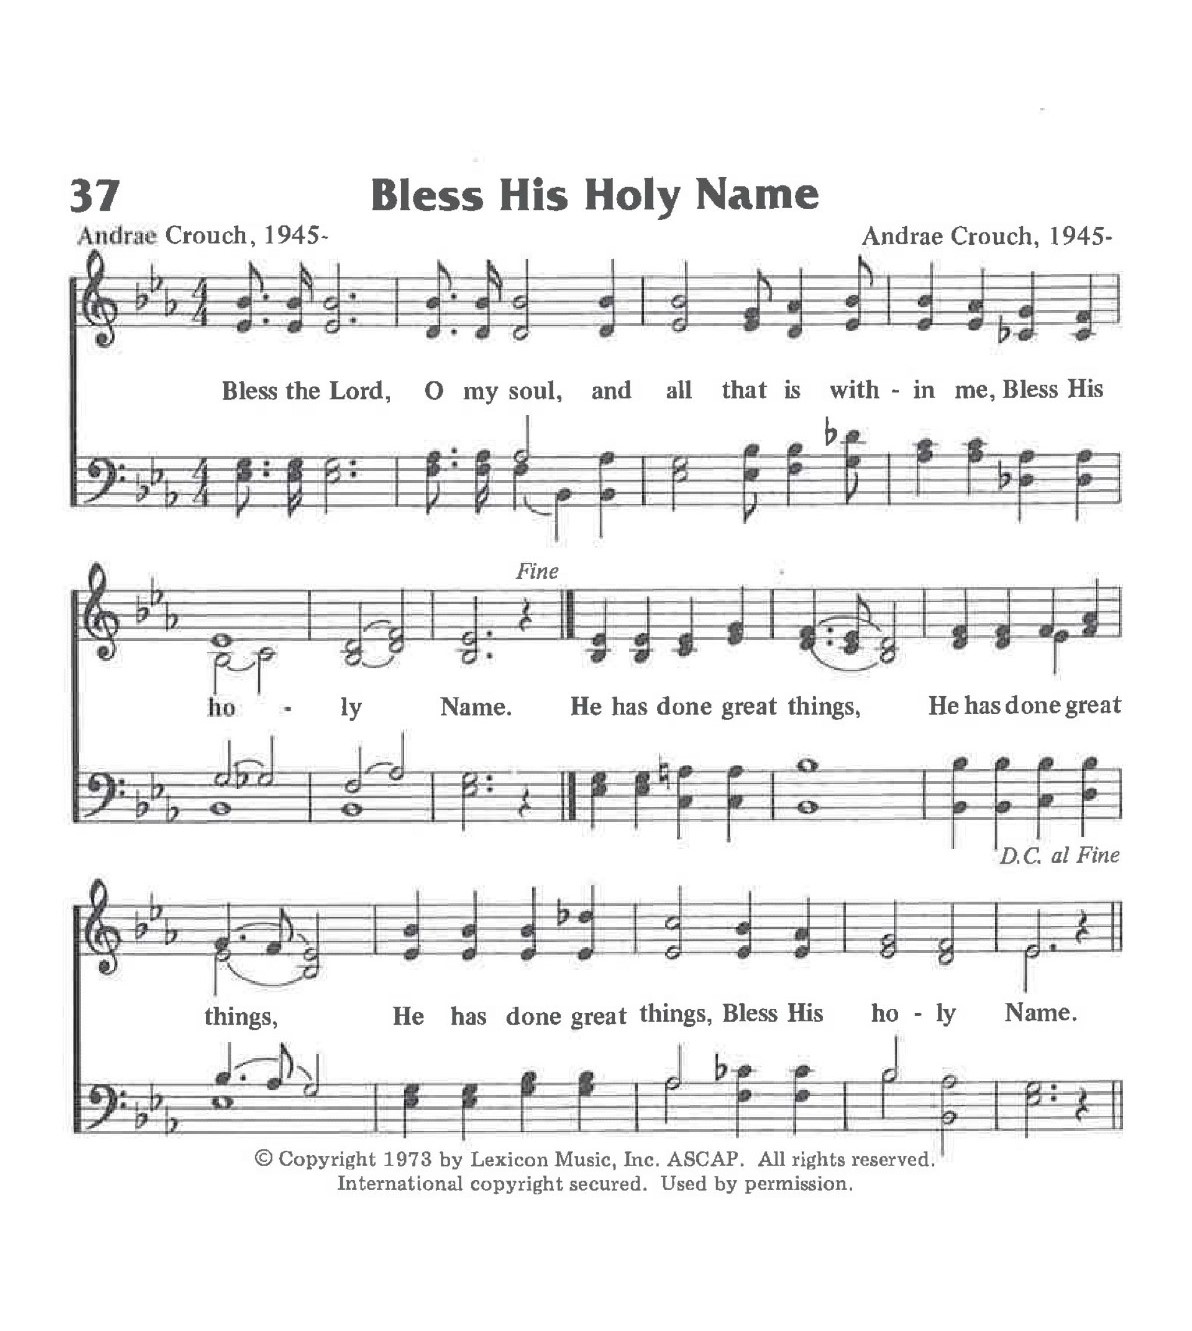 37 Bless His Holy Name
Andrae Crouch, 1945- Andrae Crouch, 1945-
Bless the Lord, O my soul, and all that is with - in me, Bless His
Fine
ho - ly Name. He has done great things, He has done great
D.C. al Fine
things, He has done great things, Bless His ho - ly Name.
© Copyright 1973 by Lexicon Music, Inc. ASCAP. All rights reserved.
International copyright secured. Used by permission.